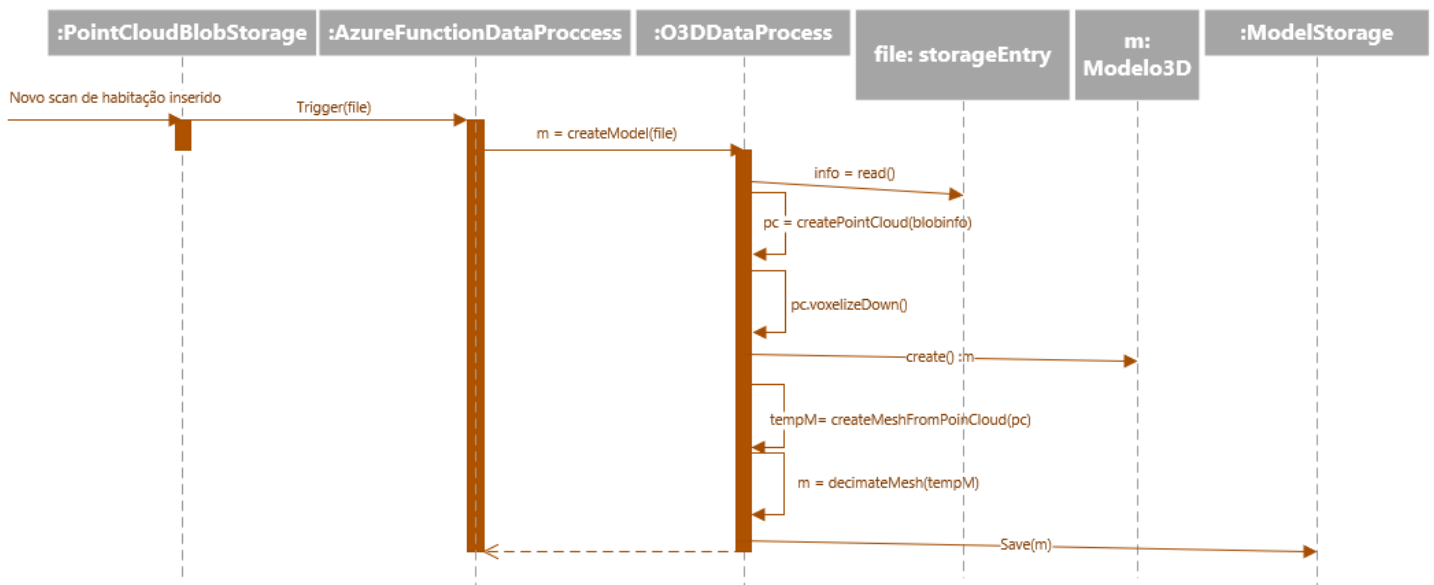 :PointCloudBlobStorage
:AzureFunctionDataProccess
:O3DDataProcess
file: storageEntry
m:
Modelo3D
:ModelStorage
Novo scan de habitação inserido
Trigger(file)
m = createModel(file)
info = read()
pc = createPointCloud(blobinfo)
pc.voxelizeDown()
create() :m
tempM= createMeshFromPoinCloud(pc)
m = decimateMesh(tempM)
Save(m)